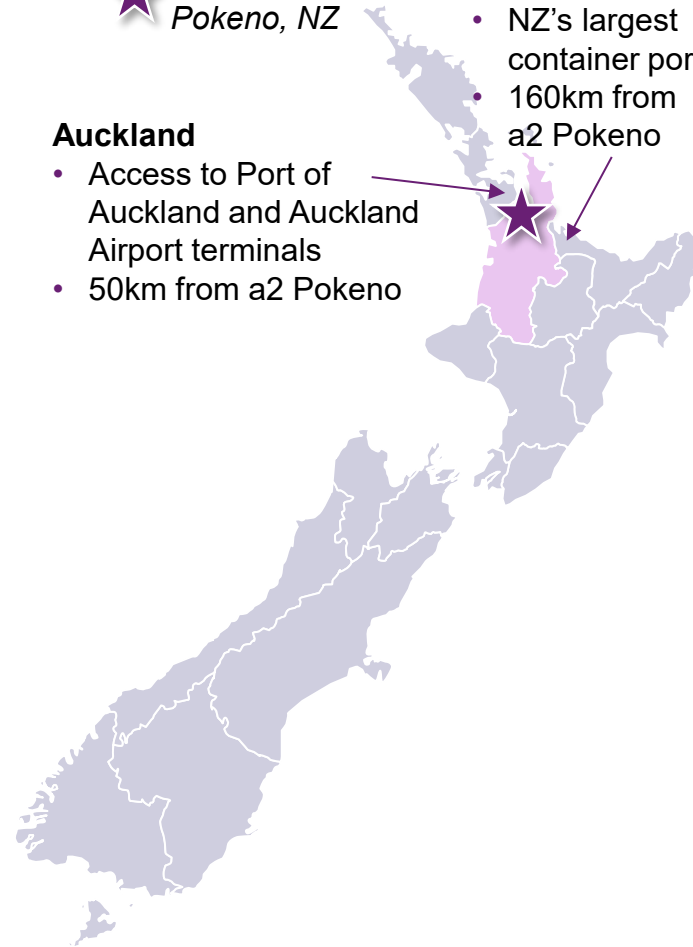 Pokeno, NZ
Auckland
• Access to Port of
Auckland and Auckland
Airport terminals
• 50km from a2 Pokeno
• NZ’s largest
container por
• 160km from
a2 Pokeno